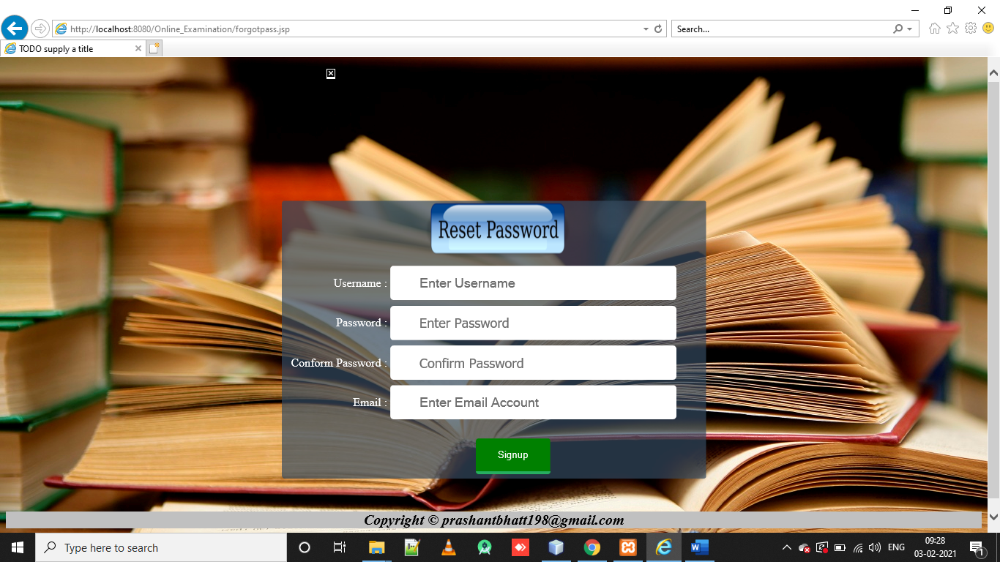 http://localhost:8080/Online_Examination/forgotpass.jsp
Search...
TODO supply a title
Reset Password
Username : Enter Username
Password : Enter Password
Conform Password : Confirm Password
Email : Enter Email Account
Signup
Copyright © prashantbhatt198@gmail.com
Type here to search
ENG
09:28
03-02-2021
1